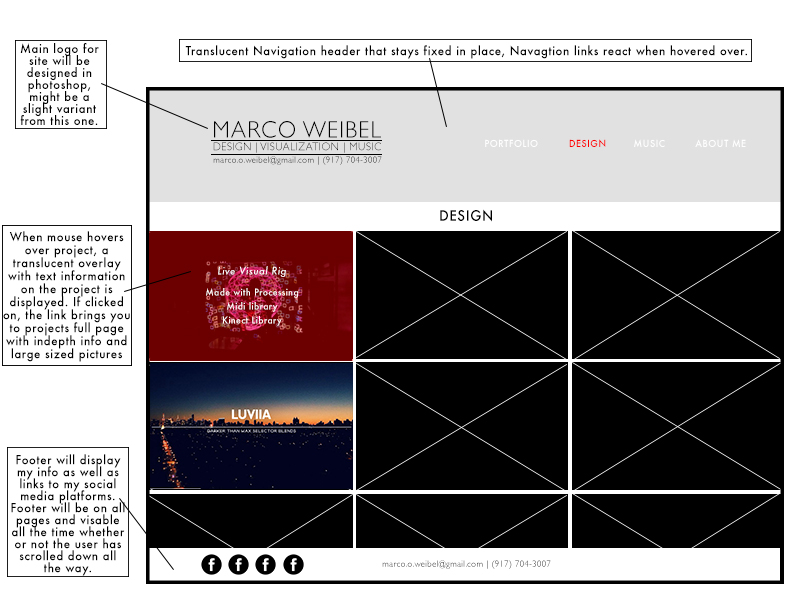 Translucent Navigation header that stays fixed in place, Navagtion links react when hovered over.
Main logo for
site will be
designed in
photoshop,
might be a
slight variant
from this one.
MARCO WEIBEL
DESIGN | VISUALIZATION | MUSIC
marco.o.weibel@gmail.com | (917) 704-3007
PORTFOLIO DESIGN MUSIC ABOUT ME
DESIGN
When mouse hovers
over project, a
translucent overlay
with text information
on the project is
displayed. If clicked
on, the link brings you
to projects full page
with indepth info and
large sized pictures
Live Visual Rig
Made with Processing
Midi library
Kinect Library
LUVIIA
DARKER THAN WAX SELECTOR BLENDS
Footer will display
my info as well as
links to my social
media platforms.
Footer will be on all
pages and visable
all the time whether
or not the user has
scrolled down all
the way.
marco.o.weibel@gmail.com | (917) 704-3007